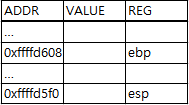 ADDR VALUE REG
...
0xffffd608 ebp
...
0xffffd5f0 esp